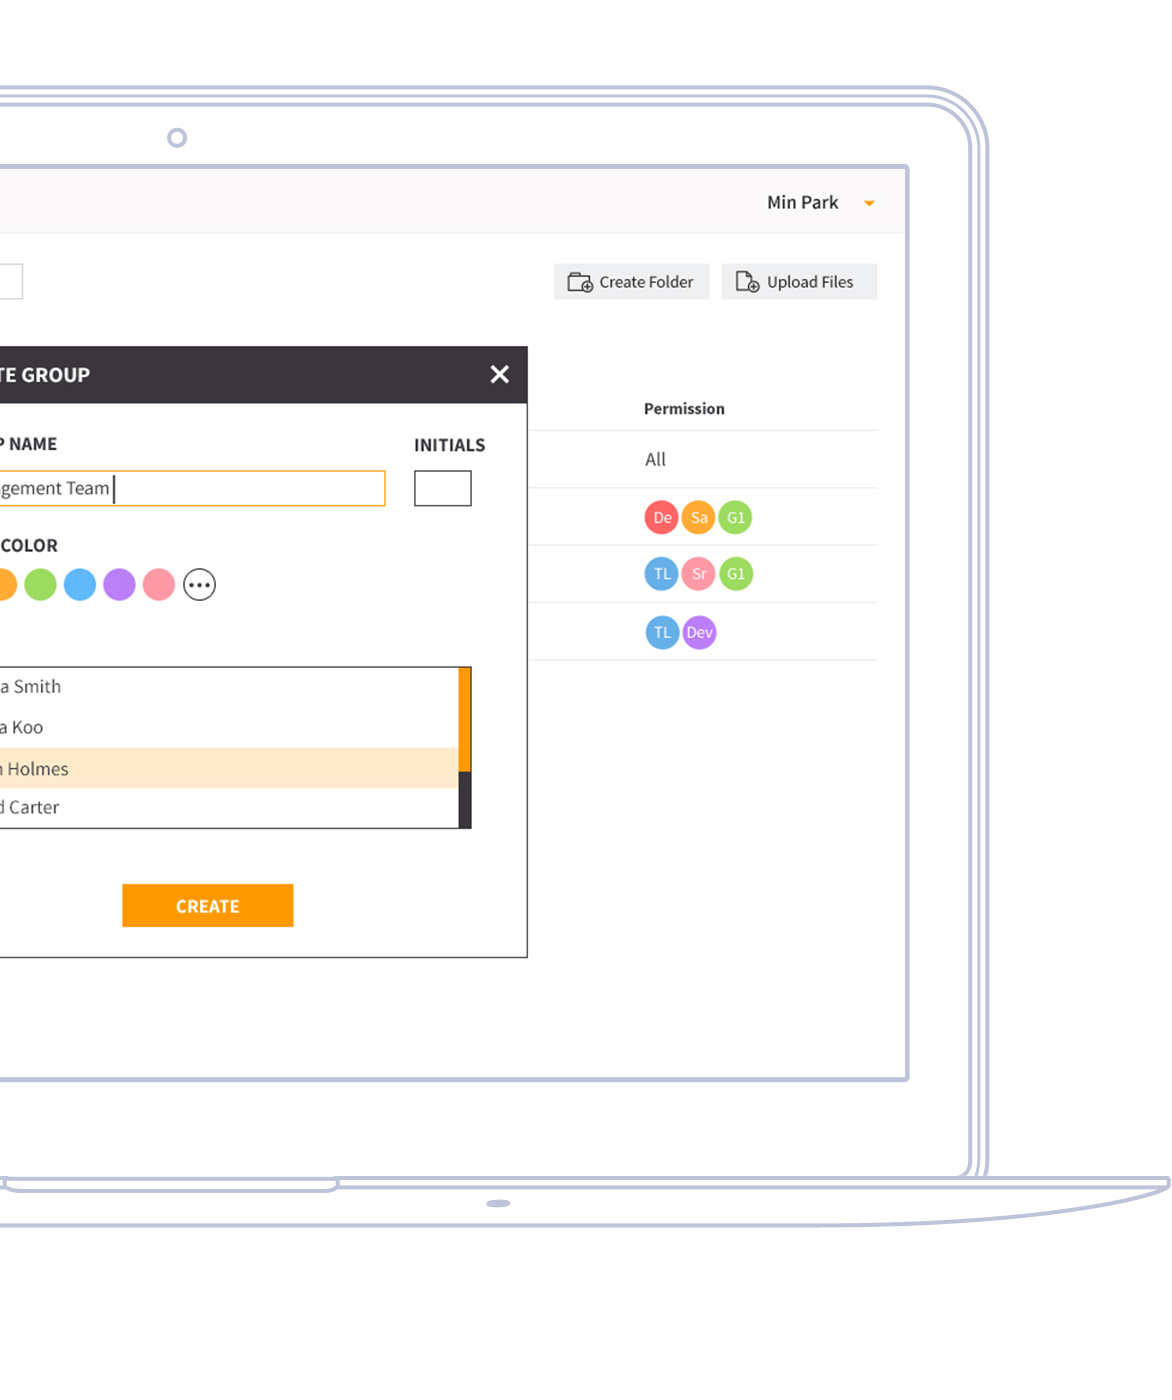 Min Park
Create Folder
Upload Files
TE GROUP
P NAME
INITIALS
gement Team
COLOR
a Smith
a Koo
n Holmes
d Carter
CREATE
Permission
All
De Sa G1
TL Sr G1
TL Dev